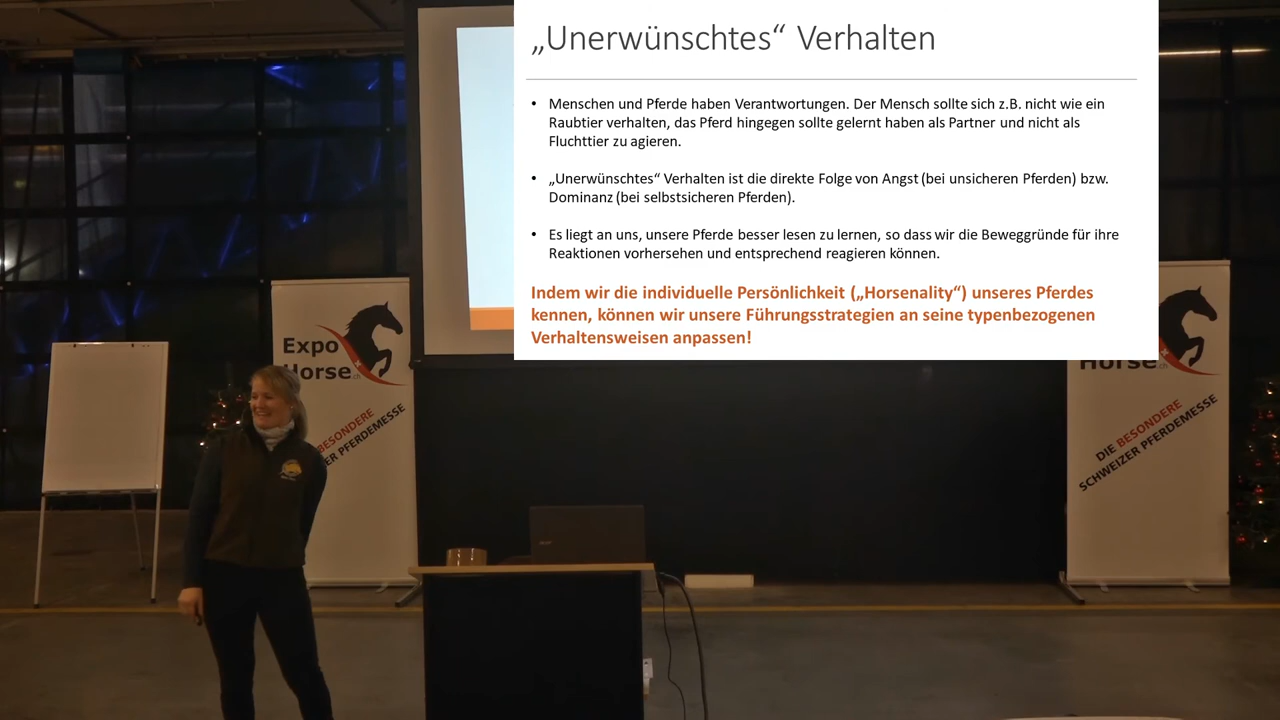 „Unerwünschtes“ Verhalten
• Menschen und Pferde haben Verantwortungen. Der Mensch sollte sich z.B. nicht wie ein
Raubtier verhalten, das Pferd hingegen sollte gelernt haben als Partner und nicht als
Fluchttier zu agieren.
• „Unerwünschtes“ Verhalten ist die direkte Folge von Angst (bei unsicheren Pferden) bzw.
Dominanz (bei selbstsicheren Pferden).
• Es liegt an uns, unsere Pferde besser lesen zu lernen, so dass wir die Beweggründe für ihre
Reaktionen vorhersehen und entsprechend reagieren können.
Indem wir die individuelle Persönlichkeit („Horsenality“) unseres Pferdes
kennen, können wir unsere Führungsstrategien an seine typenbezogenen
Verhaltensweisen anpassen!
Expo
Horse.ch
BESONDERE
ER PFERDEMESSE
Horse.ch
DIE BESONDERE
SCHWEIZER PFERDEMESSE